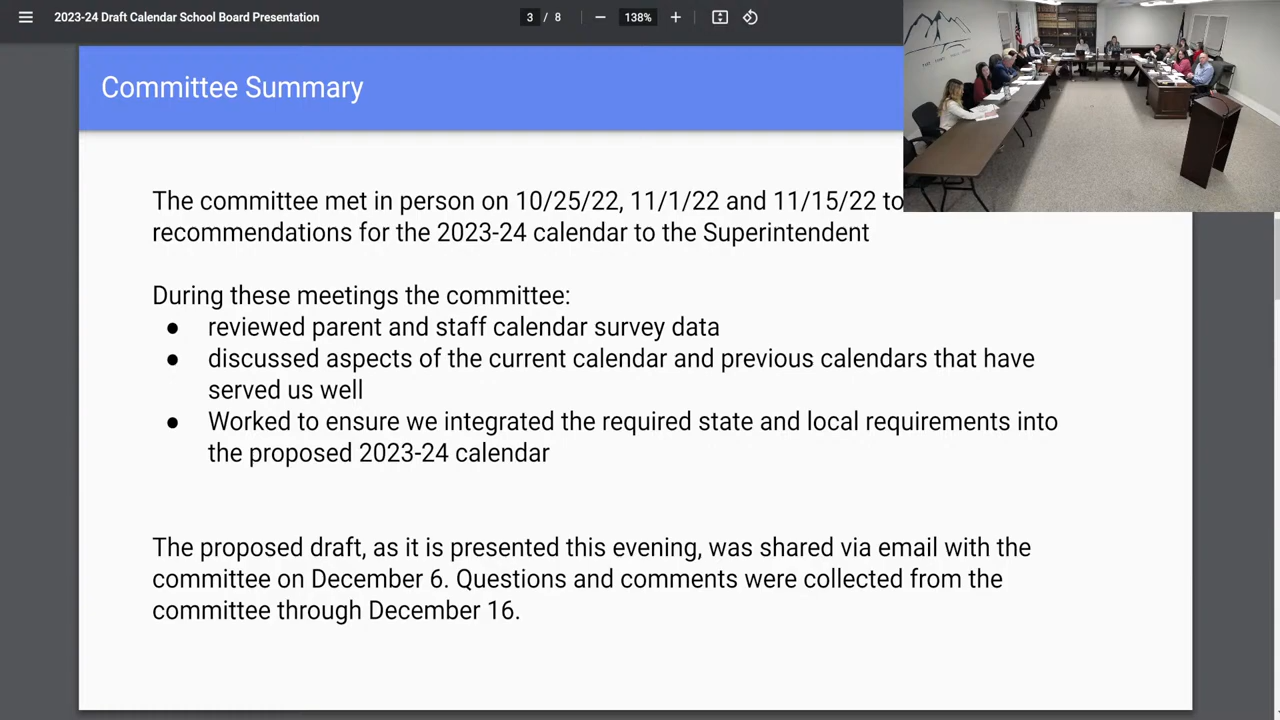 2023-24 Draft Calendar School Board Presentation
3 / 8
138%
Committee Summary
The committee met in person on 10/25/22, 11/1/22 and 11/15/22 to
recommendations for the 2023-24 calendar to the Superintendent
During these meetings the committee:
● reviewed parent and staff calendar survey data
● discussed aspects of the current calendar and previous calendars that have
served us well
● Worked to ensure we integrated the required state and local requirements into
the proposed 2023-24 calendar
The proposed draft, as it is presented this evening, was shared via email with the
committee on December 6. Questions and comments were collected from the
committee through December 16.